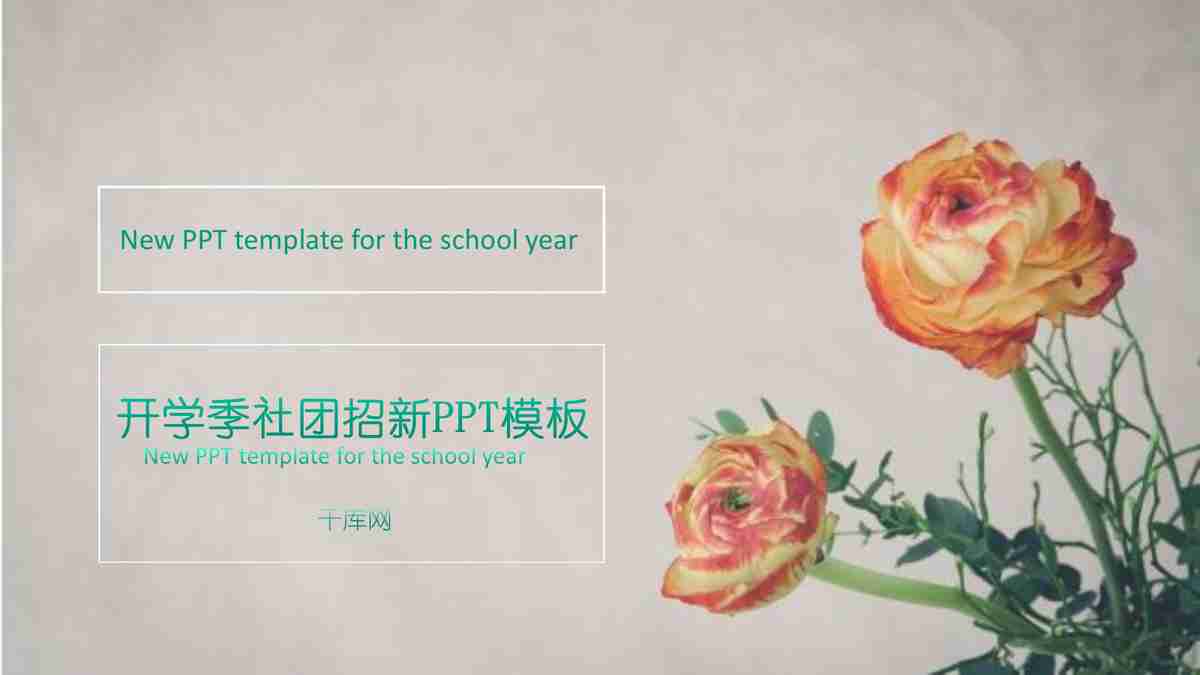 New PPT template for the school year
开学季社团招新PPT模板
New PPT template for the school year
千库网